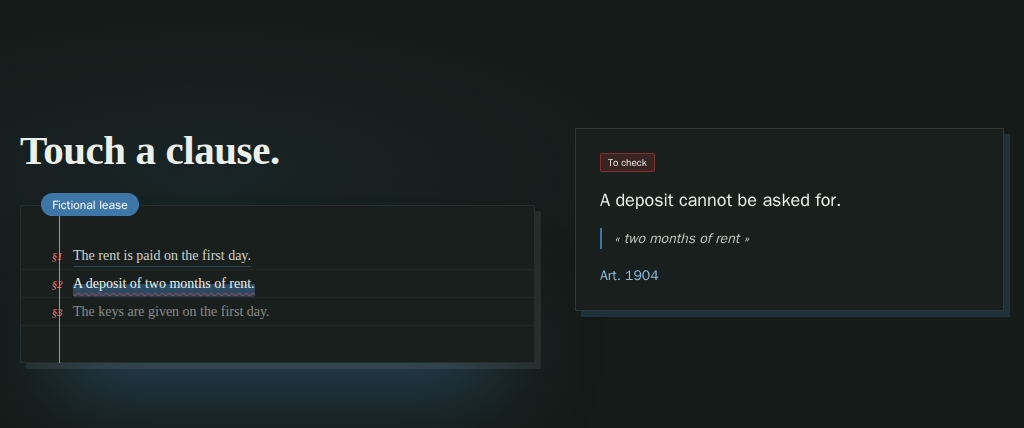 Touch a clause.
Fictional lease
§1 The rent is paid on the first day.
§2 A deposit of two months of rent.
§3 The keys are given on the first day.
To check
A deposit cannot be asked for.
« two months of rent »
Art. 1904